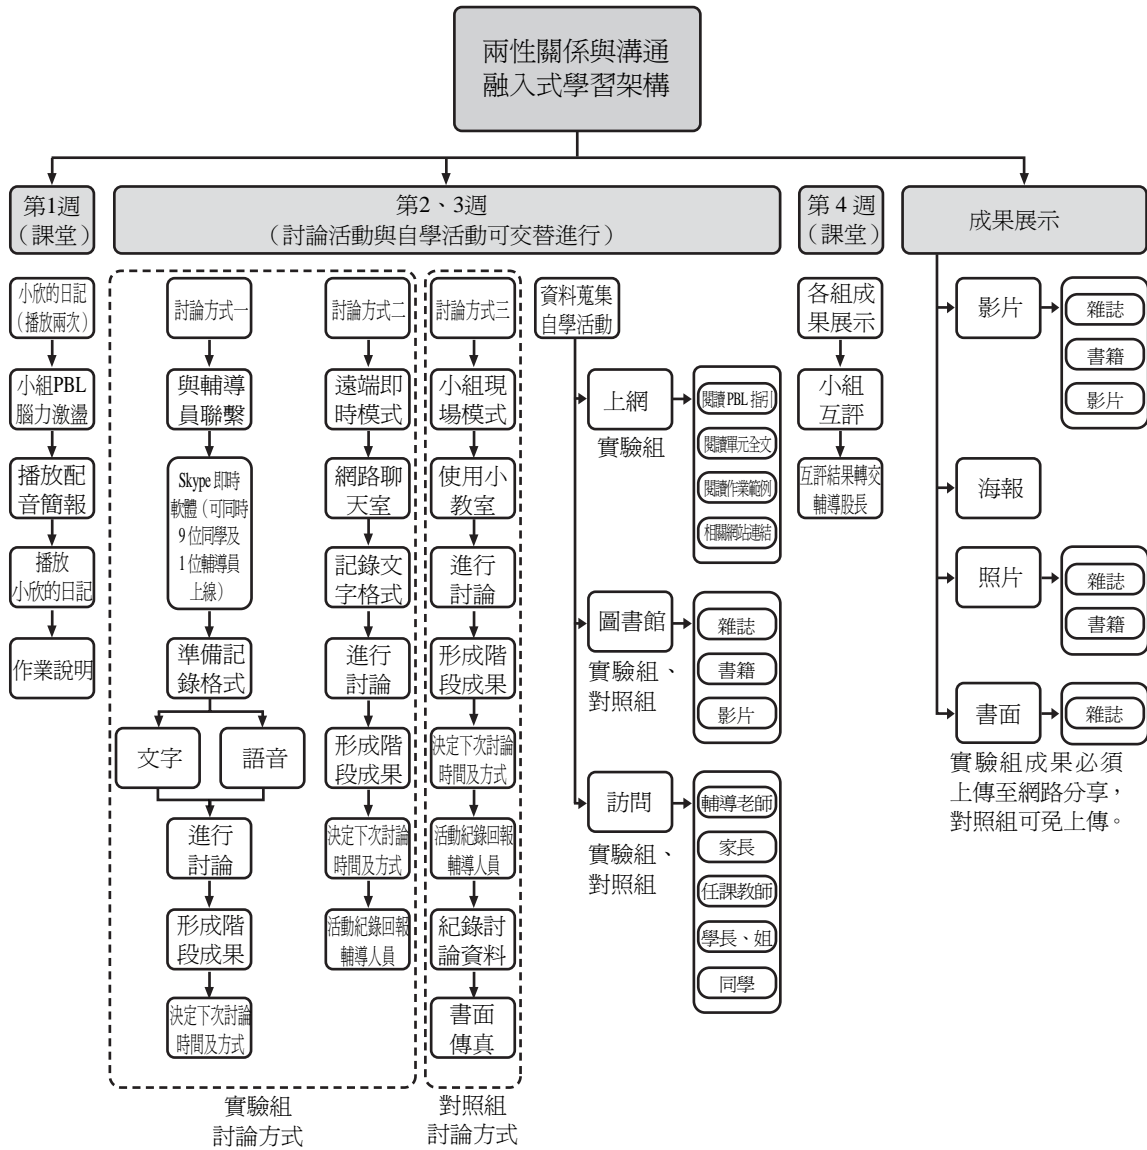 兩性關係與溝通
融入式學習架構
第1週
（課堂）
小欣的日記
（播放兩次）
小組PBL
腦力激盪
播放配
音簡報
播放
小欣的日記
作業說明
第2、3週
（討論活動與自學活動可交替進行）
討論方式一
與輔導
員聯繫
Skype 即時
軟體（可同時
9 位同學及
1 位輔導員
上線）
準備記
錄格式
文字
語音
進行
討論
形成階
段成果
決定下次討論
時間及方式
討論方式二
遠端即
時模式
網路聊
天室
記錄文
字格式
進行
討論
形成階
段成果
決定下次討論
時間及方式
活動紀錄回報
輔導人員
實驗組
討論方式
討論方式三
小組現
場模式
使用小
教室
進行
討論
形成階
段成果
決定下次討論
時間及方式
活動紀錄回報
輔導人員
紀錄討
論資料
書面
傳真
對照組
討論方式
資料蒐集
自學活動
上網
實驗組
閱讀 PBL 指引
閱讀單元全文
閱讀作業範例
相關網站連結
圖書館
實驗組、
對照組
雜誌
書籍
影片
訪問
實驗組、
對照組
輔導老師
家長
任課教師
學長、姐
同學
第 4 週
（課堂）
各組成
果展示
小組
互評
互評結果轉交
輔導股長
成果展示
影片
雜誌
書籍
影片
海報
照片
雜誌
書籍
書面
雜誌
實驗組成果必須
上傳至網路分享，
對照組可免上傳。